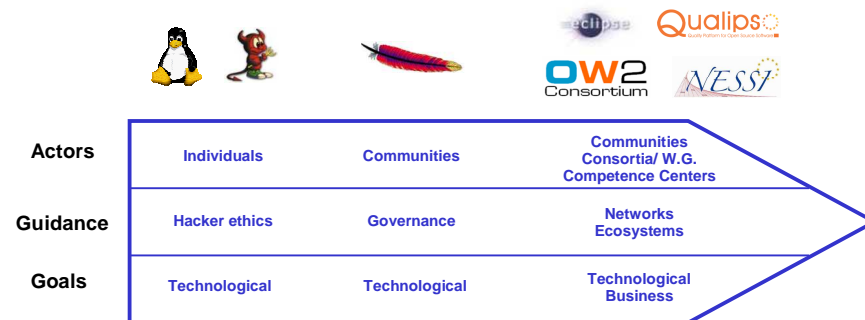 eclipse
Qualipso
Quality Platform for Open Source Software
OW2
Consortium
NESSI
Actors
Individuals
Communities
Communities
Consortia/ W.G.
Competence Centers
Guidance
Hacker ethics
Governance
Networks
Ecosystems
Goals
Technological
Technological
Technological
Business